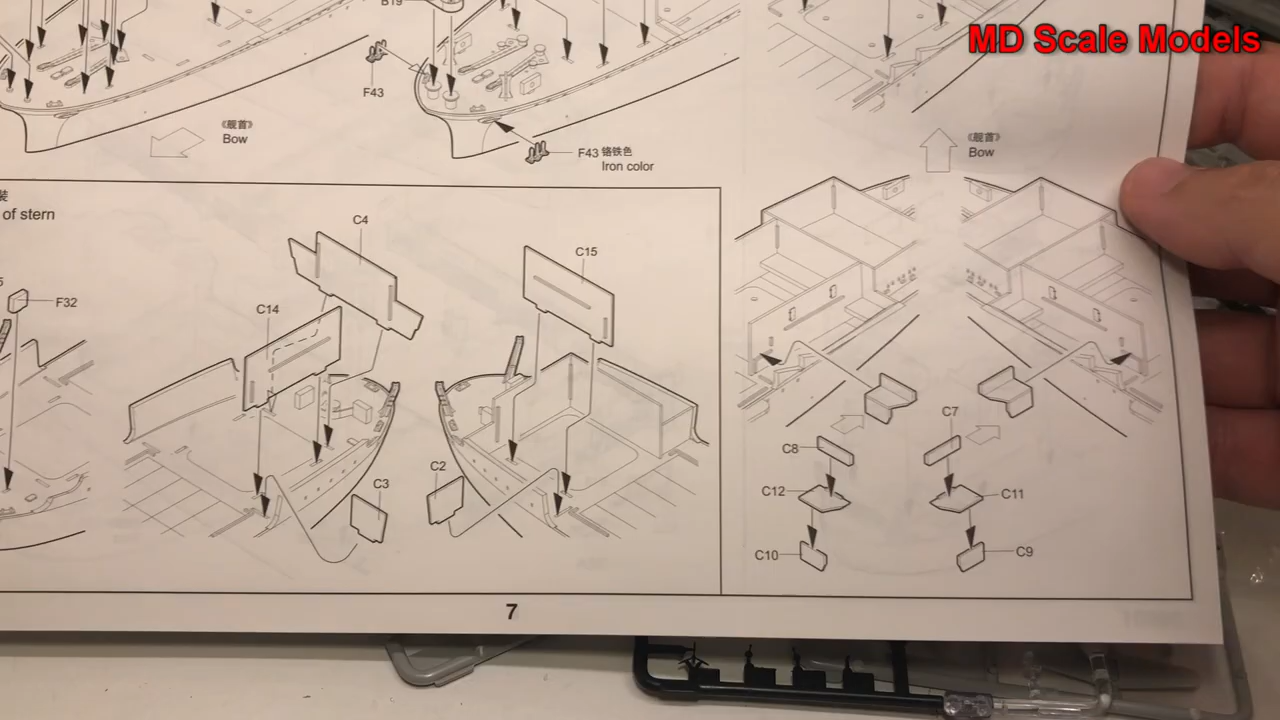 MD Scale Models
B19
F43
《舰首》
Bow
F43 铬铁色
Iron color
《舰首》
Bow
装
of stern
F32
C4
C14
C15
C3
C2
C7
C8
C12
C11
C10
C9
7